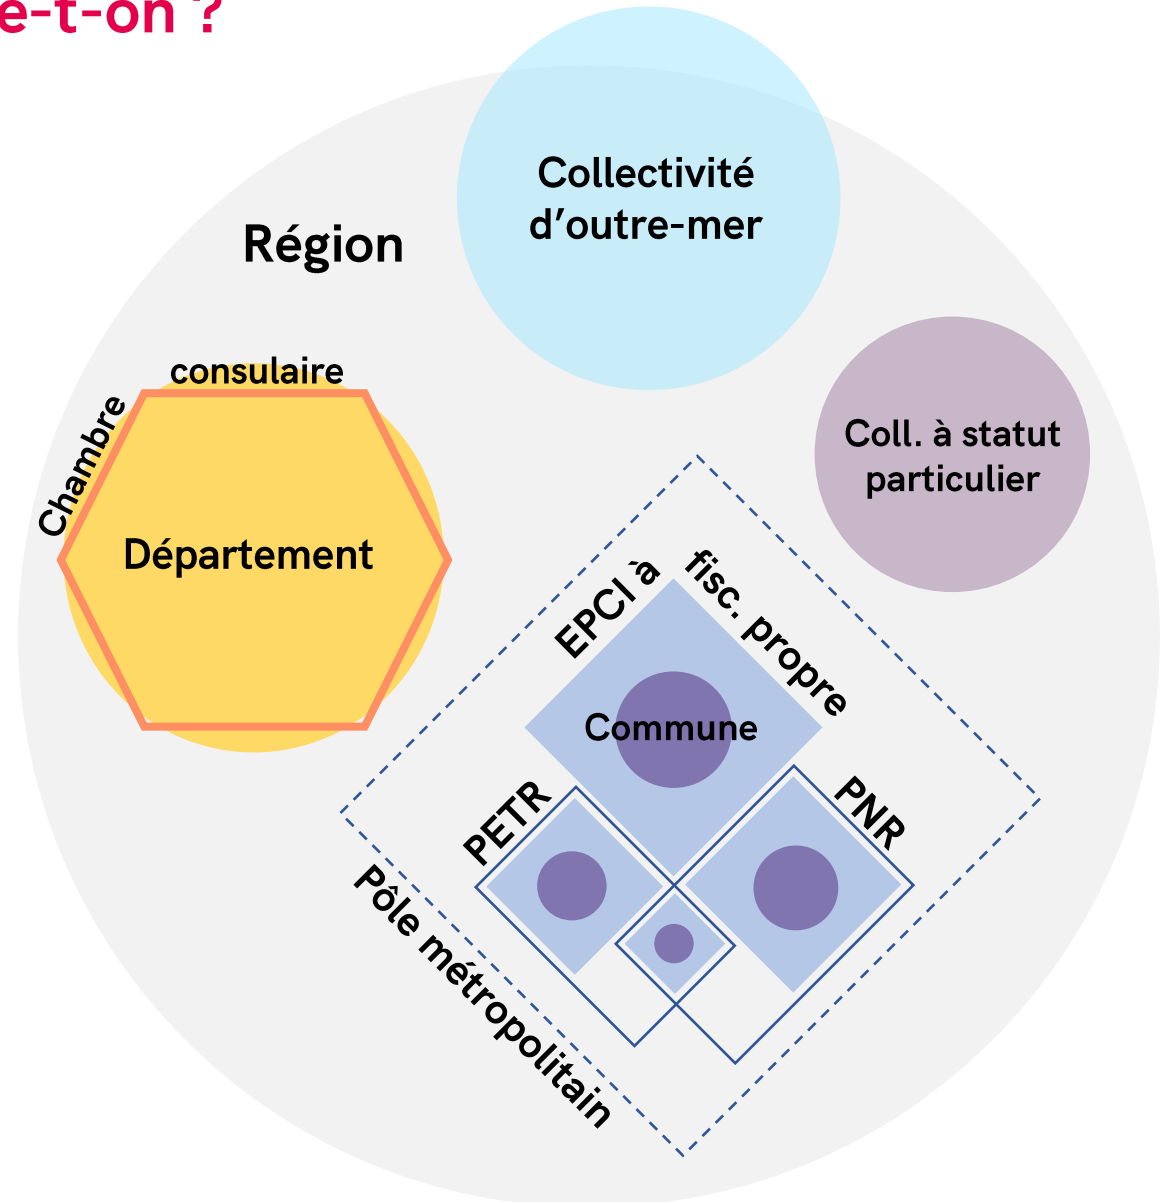 e-t-on ?
Collectivité
d’outre-mer
Région
consulaire
Chambre
Coll. à statut
particulier
Département
EPCI à
fisc. propre
Commune
PETR
PNR
Pôle métropolitain